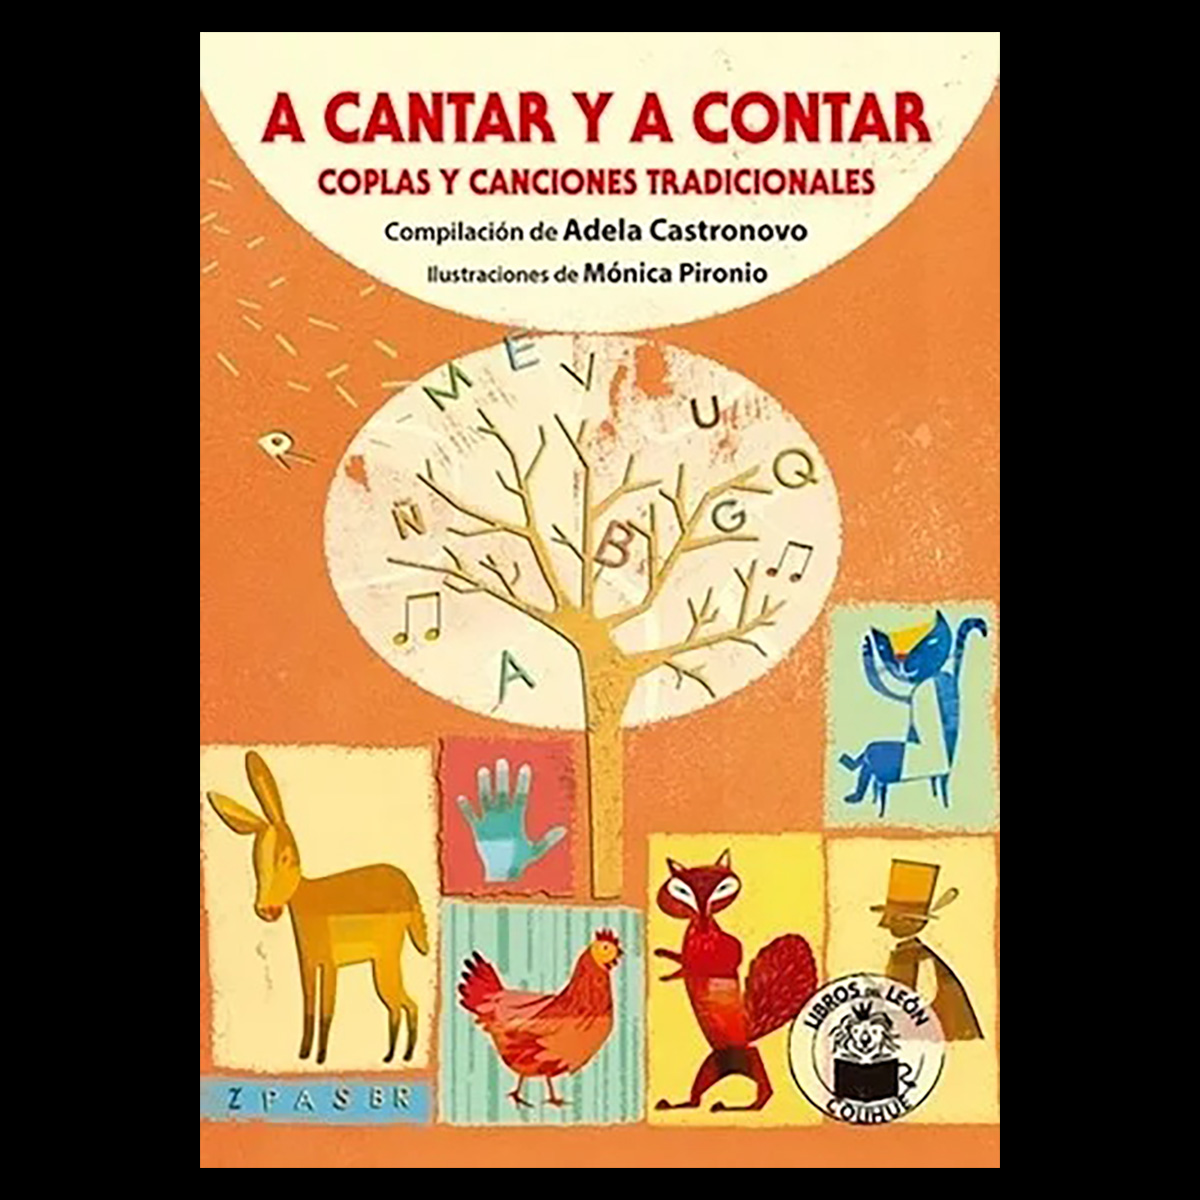 A CANTAR Y A CONTAR
COPLAS Y CANCIONES TRADICIONALES
Compilación de Adela Castronovo
Ilustraciones de Mónica Pironio
E
M V
U
R
Q
Ñ
B G
A
LIBROS DEL LEÓN
COLIHUE
Z P A S B R